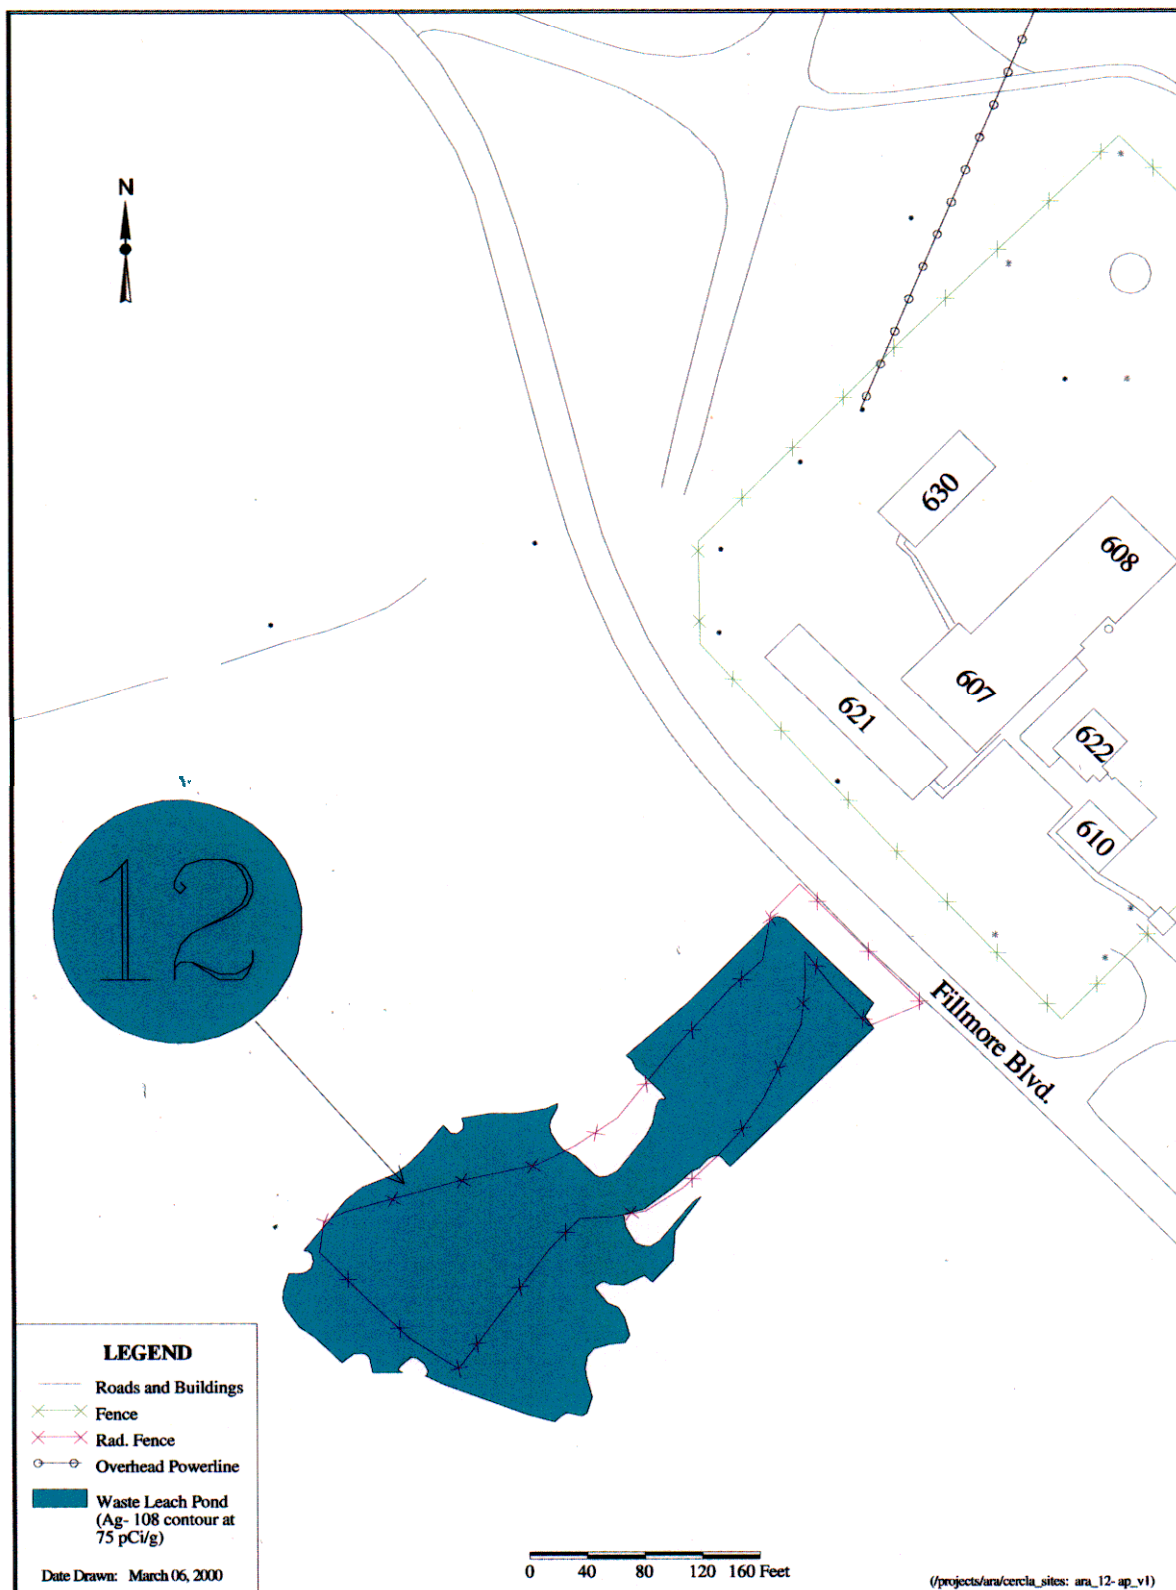 N
630
608
607
621
622
610
12
Fillmore Blvd.
LEGEND
Roads and Buildings
Fence
Rad. Fence
Overhead Powerline
Waste Leach Pond
(Ag- 108 contour at
75 pCi/g)
Date Drawn: March 06, 2000
0 40 80 120 160 Feet
(/projects/ara/cercla_sites: ara_12- ap_v1)